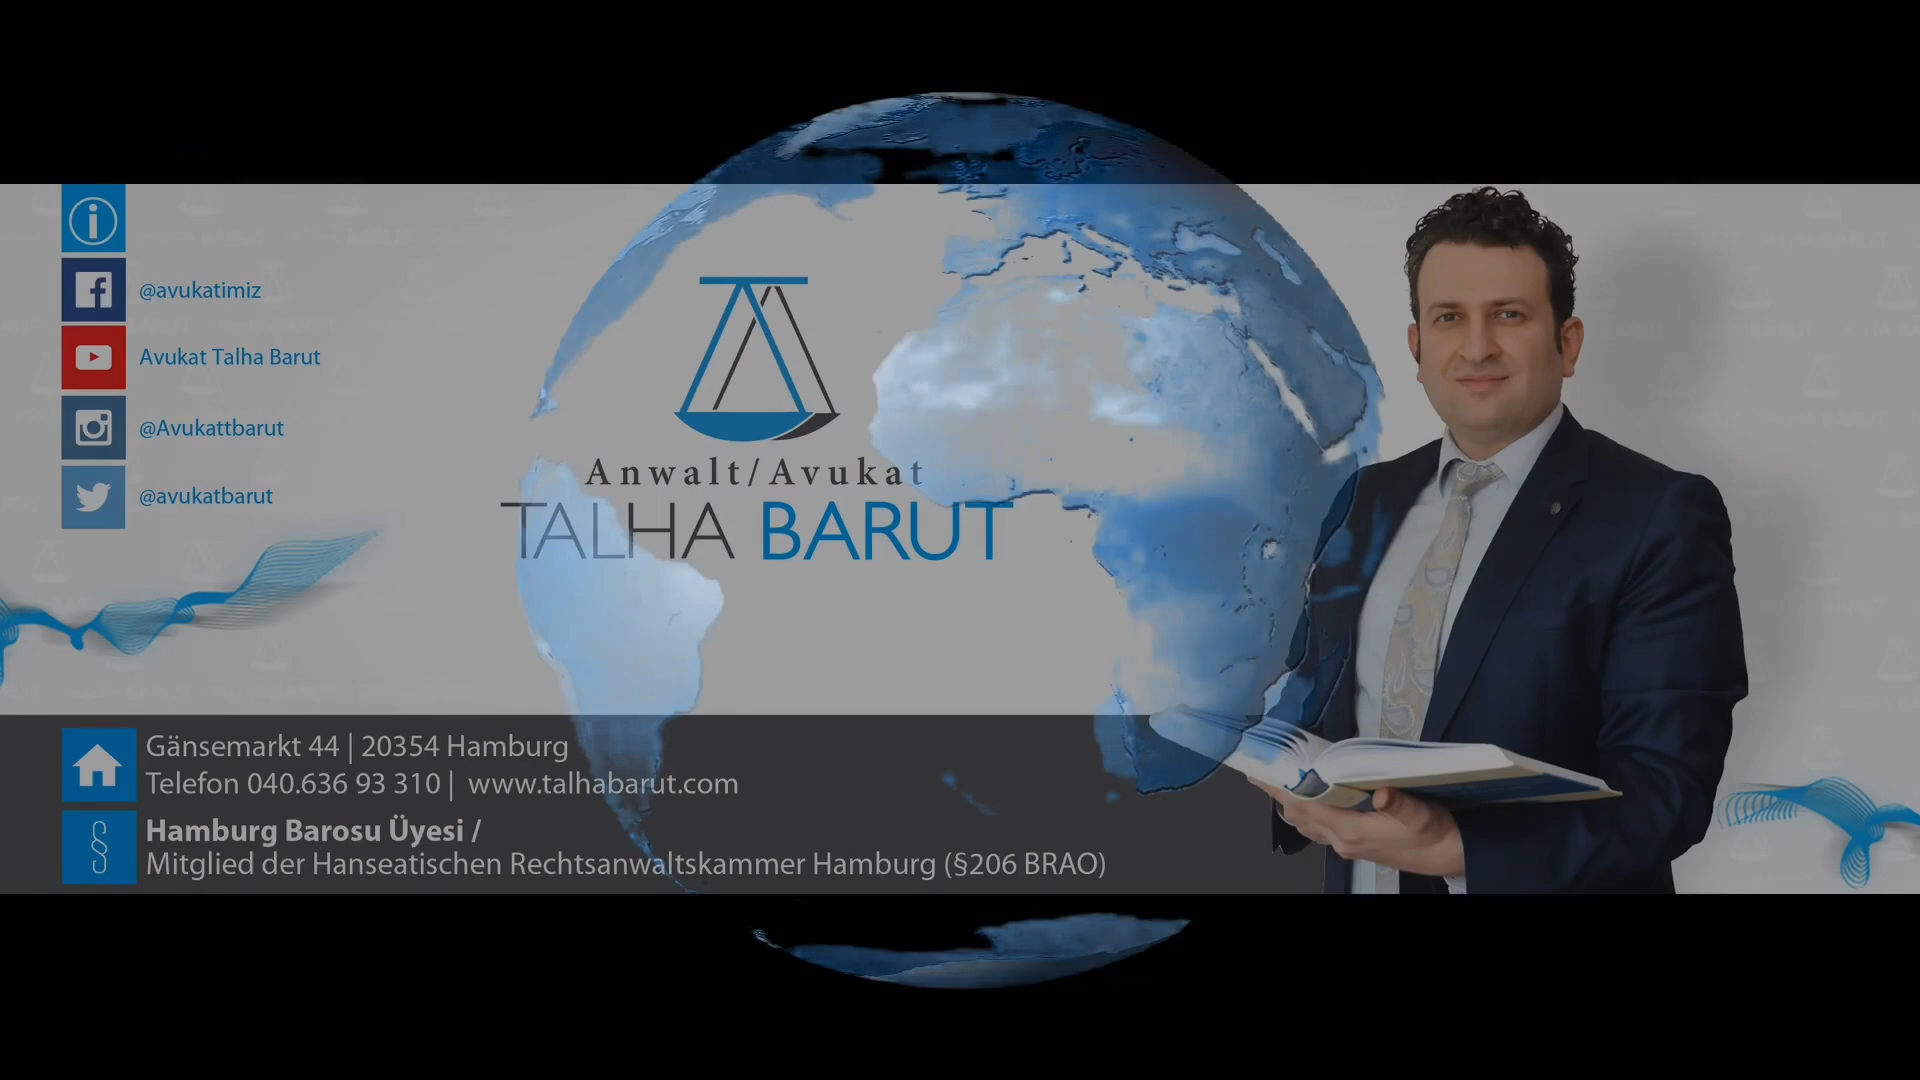 @avukatimiz
Avukat Talha Barut
@Avukattbarut
@avukatbarut
Anwalt/Avukat
TALHA BARUT
Gänsemarkt 44 | 20354 Hamburg
Telefon 040.636 93 310 | www.talhabarut.com
Hamburg Barosu Üyesi /
Mitglied der Hanseatischen Rechtsanwaltskammer Hamburg (§206 BRAO)